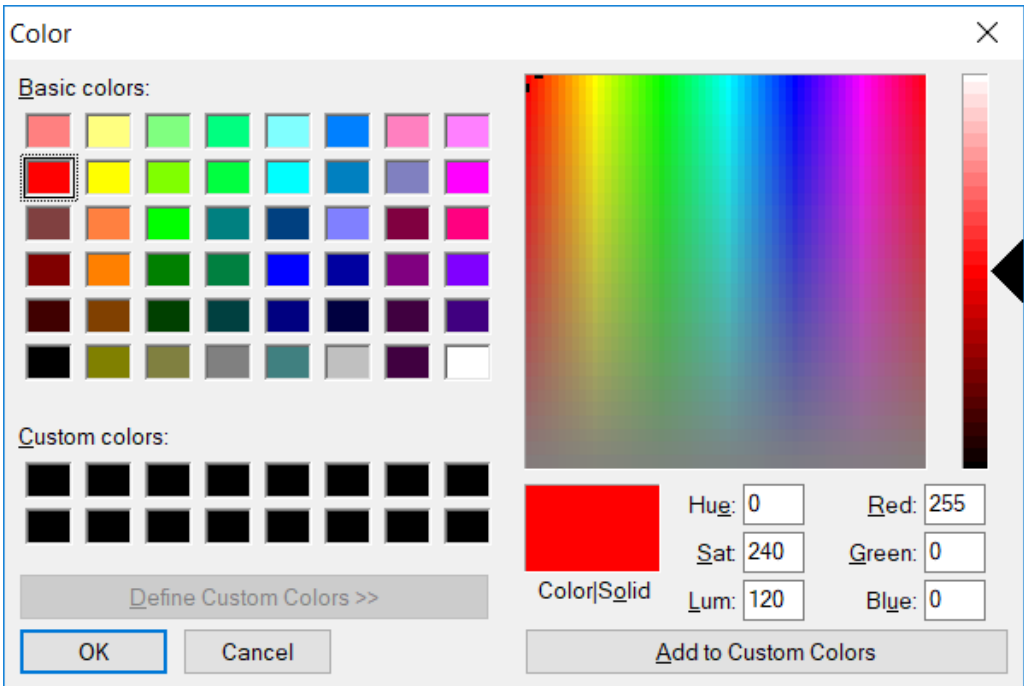 Color
Basic colors:
Custom colors:
Define Custom Colors >>
OK
Cancel
Color|Solid
Hue: 0
Sat: 240
Lum: 120
Red: 255
Green: 0
Blue: 0
Add to Custom Colors